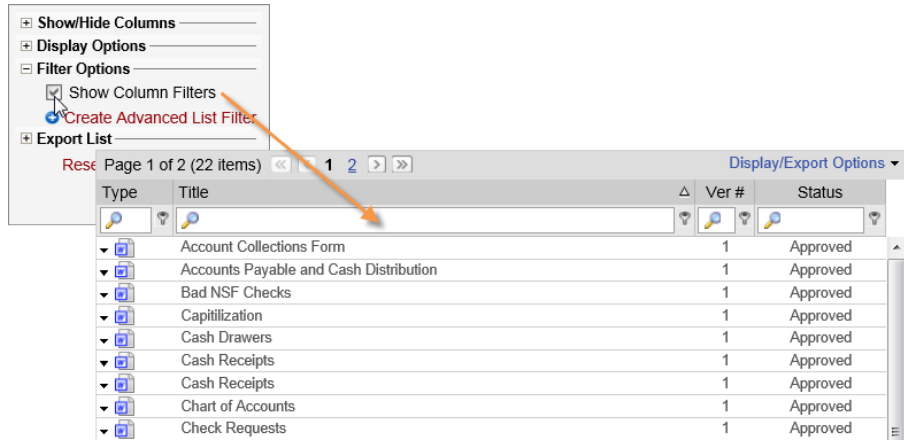 Show/Hide Columns
Display Options
Filter Options
Show Column Filters
Create Advanced List Filter
Export List
Rese
Page 1 of 2 (22 items) 1 2 Display/Export Options
Type Title Ver # Status
Account Collections Form 1 Approved
Accounts Payable and Cash Distribution 1 Approved
Bad NSF Checks 1 Approved
Capitilization 1 Approved
Cash Drawers 1 Approved
Cash Receipts 1 Approved
Cash Receipts 1 Approved
Chart of Accounts 1 Approved
Check Requests 1 Approved